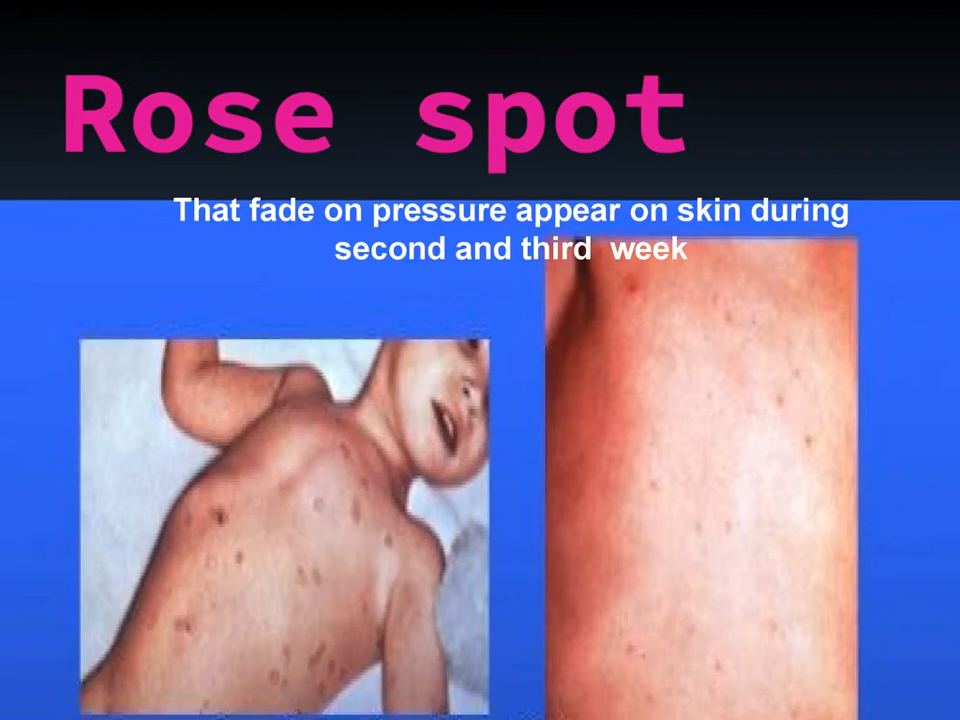 Rose spot
That fade on pressure appear on skin during
second and third week